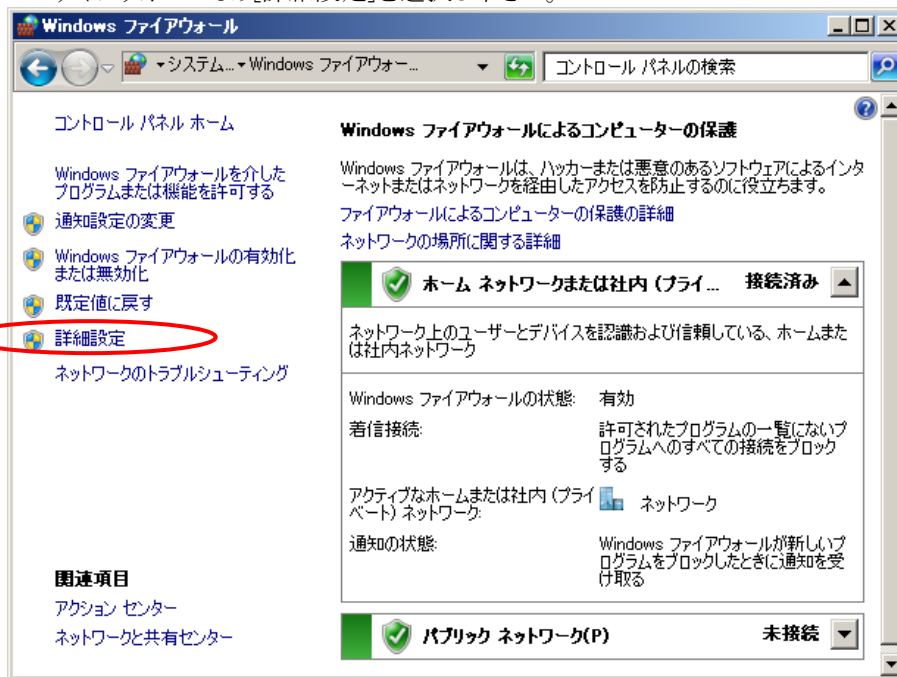 Windows ファイアウォール
システム... Windows ファイアウォー...
コントロール パネルの検索
コントロール パネル ホーム
Windows ファイアウォールを介した
プログラムまたは機能を許可する
通知設定の変更
Windows ファイアウォールの有効化
または無効化
既定値に戻す
詳細設定
ネットワークのトラブルシューティング
関連項目
アクション センター
ネットワークと共有センター
Windows ファイアウォールによるコンピューターの保護
Windows ファイアウォールは、ハッカーまたは悪意のあるソフトウェアによるインタ
ーネットまたはネットワークを経由したアクセスを防止するのに役立ちます。
ファイアウォールによるコンピューターの保護の詳細
ネットワークの場所に関する詳細
ホーム ネットワークまたは社内 (プライ... 接続済み
ネットワーク上のユーザーとデバイスを認識および信頼している、ホームまた
は社内ネットワーク
Windows ファイアウォールの状態: 有効
着信接続: 許可されたプログラムの一覧にないプ
ログラムへのすべての接続をブロック
する
アクティブなホームまたは社内 (プライ
ベート) ネットワーク: ネットワーク
通知の状態: Windows ファイアウォールが新しいプ
ログラムをブロックしたときに通知を受
け取る
パブリック ネットワーク(P) 未接続